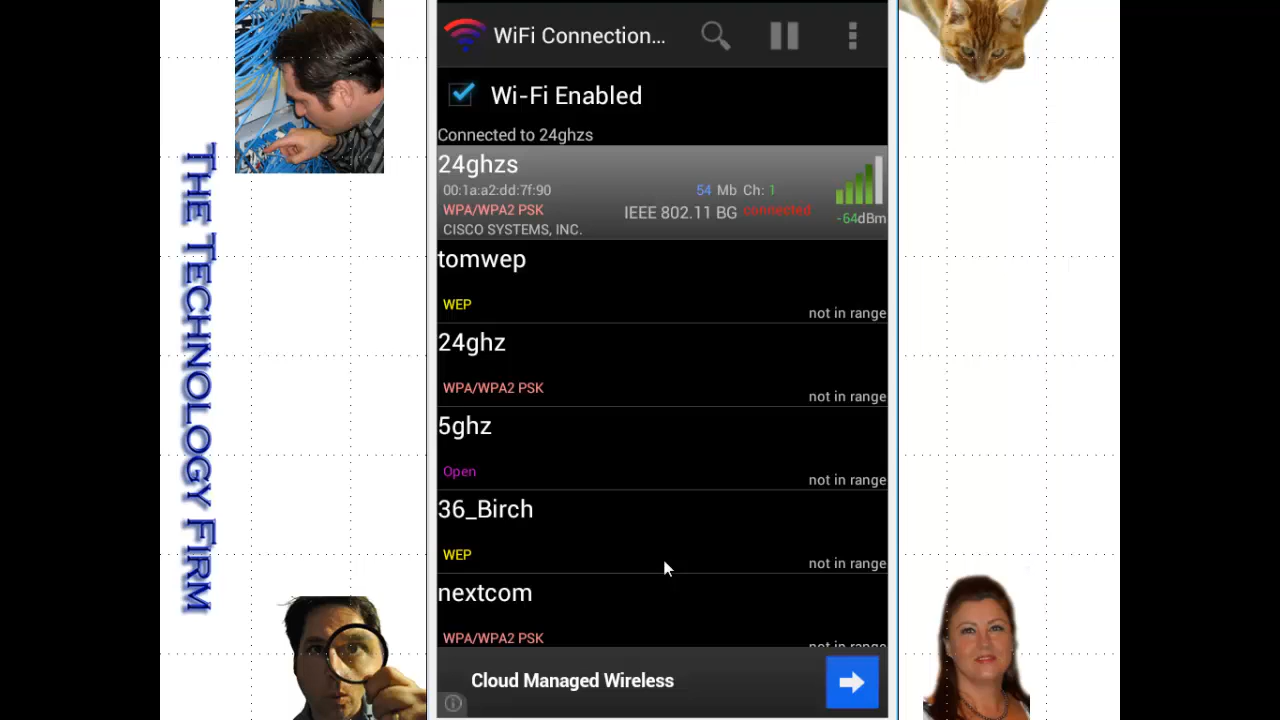 THE TECHNOLOGY FIRM
WiFi Connection...
Wi-Fi Enabled
Connected to 24ghzs
24ghzs
00:1a:a2:dd:7f:90 54 Mb Ch: 1
WPA/WPA2 PSK IEEE 802.11 BG connected -64dBm
CISCO SYSTEMS, INC.
tomwep
WEP not in range
24ghz
WPA/WPA2 PSK not in range
5ghz
Open not in range
36_Birch
WEP not in range
nextcom
WPA/WPA2 PSK not in range
Cloud Managed Wireless